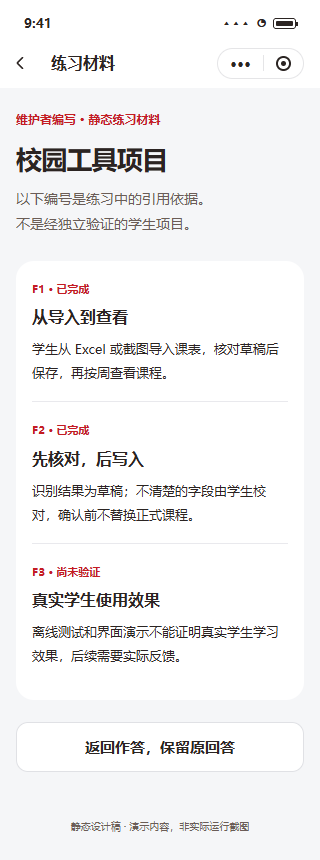 9:41
练习材料
维护者编写 • 静态练习材料
校园工具项目
以下编号是练习中的引用依据。
不是经独立验证的学生项目。
F1 • 已完成
从导入到查看
学生从 Excel 或截图导入课表，核对草稿后
保存，再按周查看课程。
F2 • 已完成
先核对，后写入
识别结果为草稿；不清楚的字段由学生校
对，确认前不替换正式课程。
F3 • 尚未验证
真实学生使用效果
离线测试和界面演示不能证明真实学生学习
效果，后续需要实际反馈。
返回作答，保留原回答
静态设计稿 · 演示内容，非实际运行截图